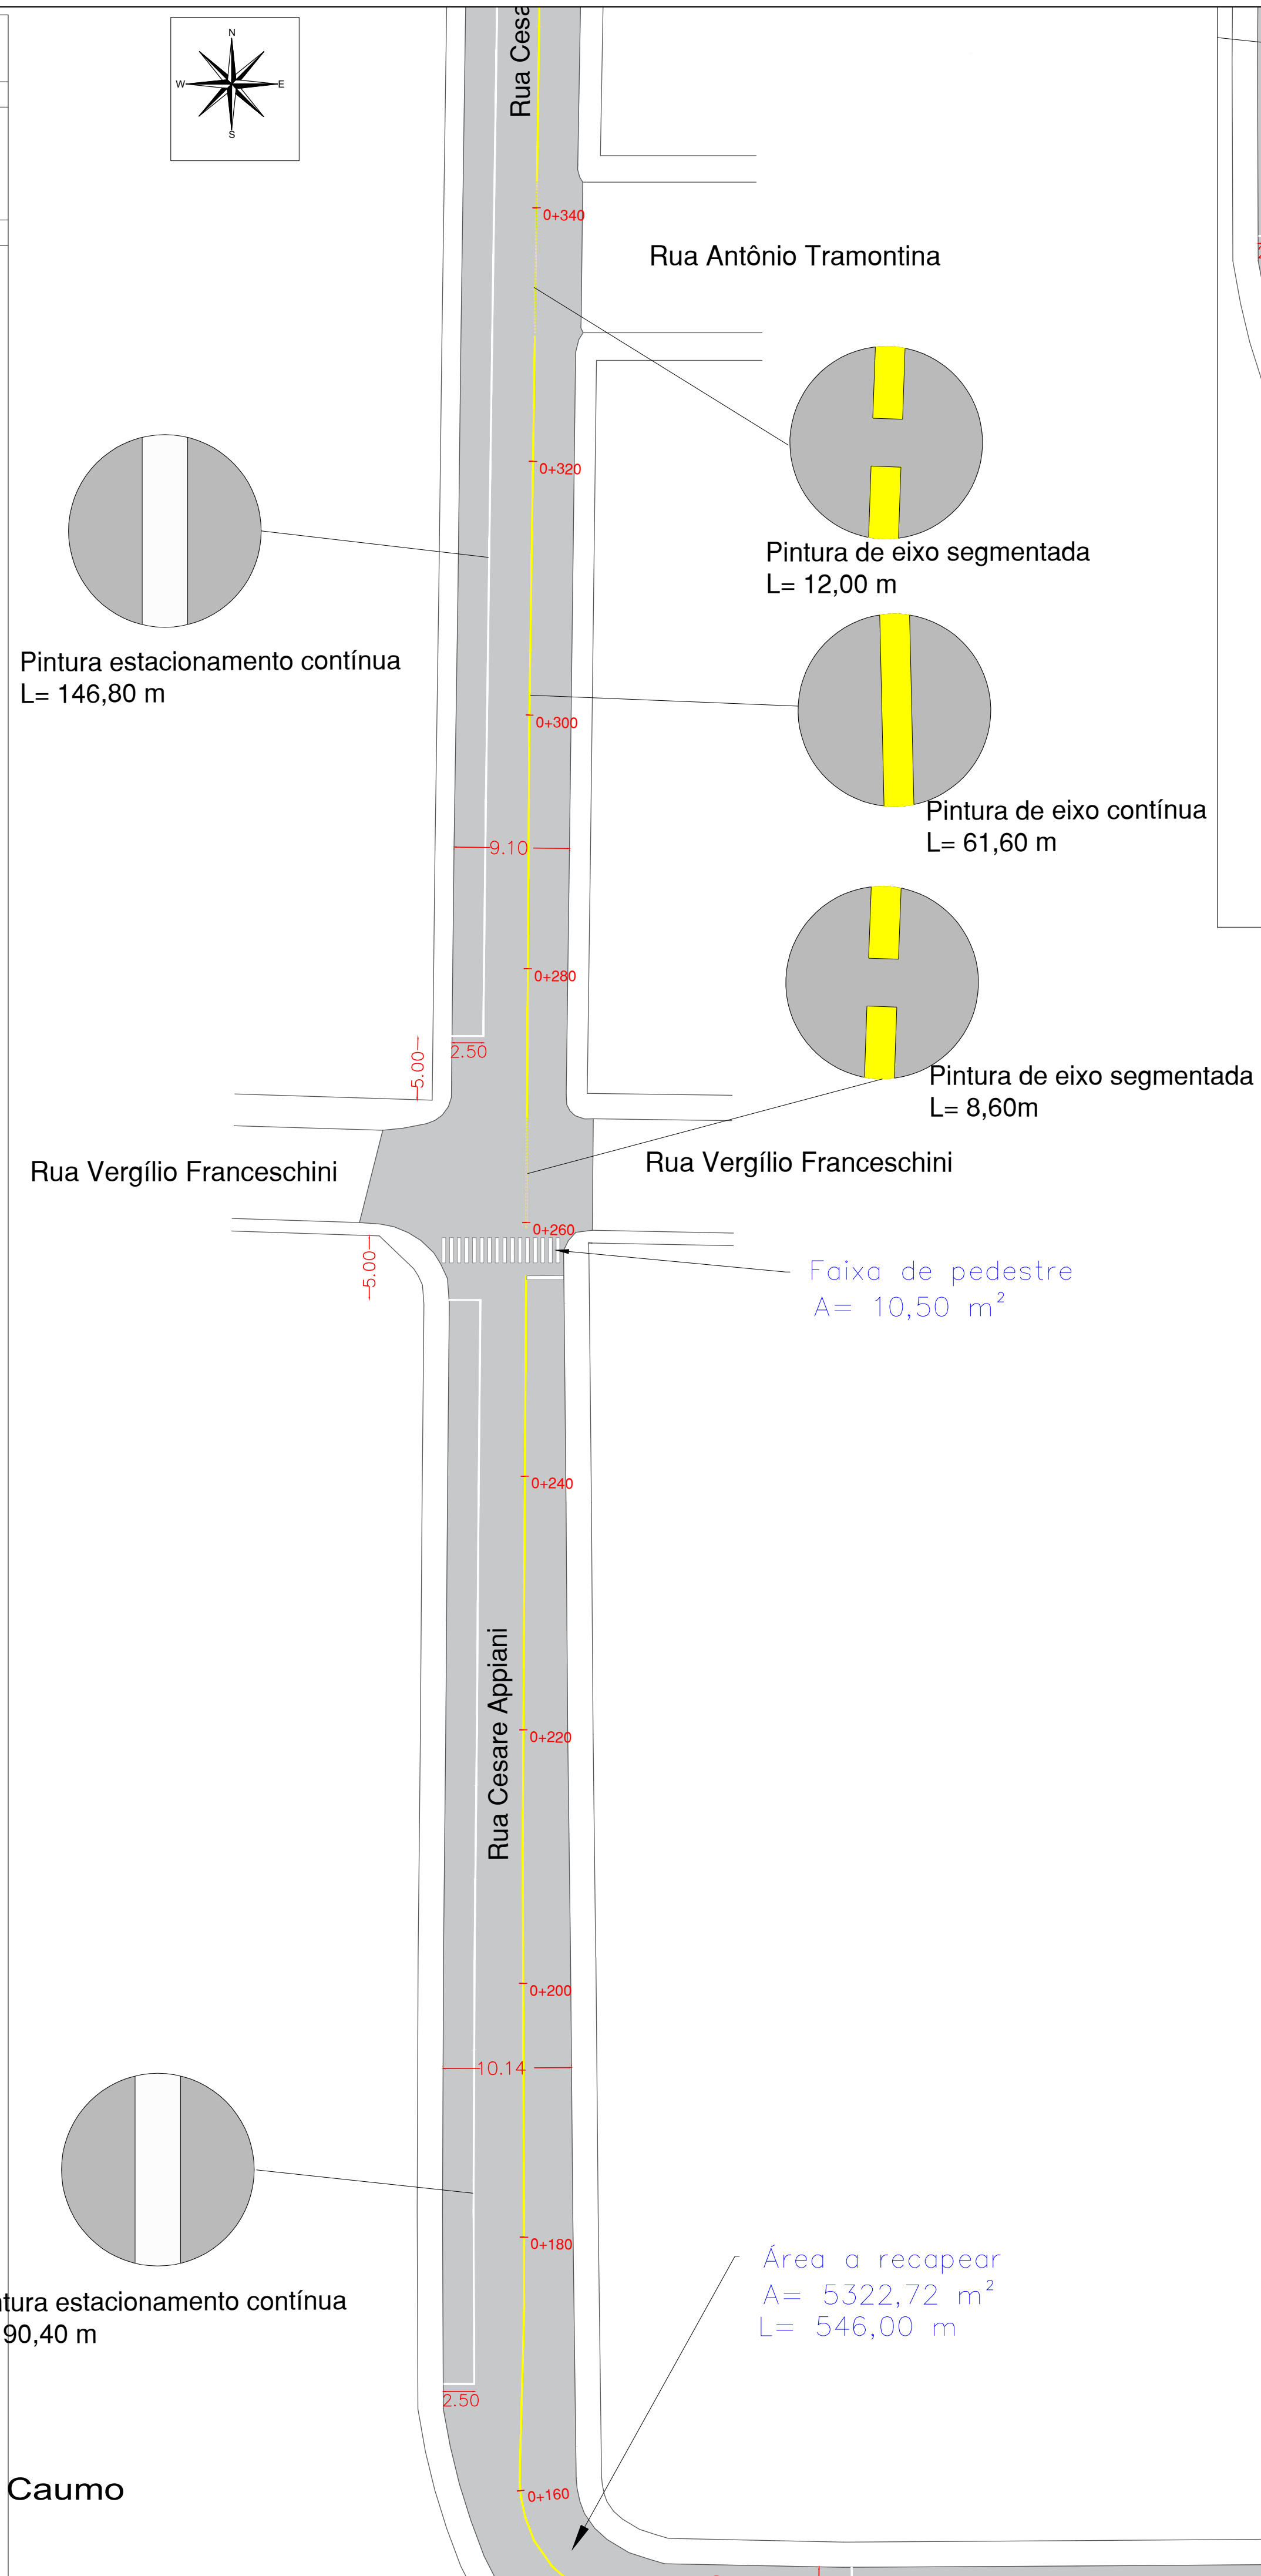 N
W
E
S
Rua Cesa
0+340
Rua Antônio Tramontina
0+320
Pintura de eixo segmentada
L= 12,00 m
Pintura estacionamento contínua
L= 146,80 m
0+300
Pintura de eixo contínua
L= 61,60 m
9.10
0+280
5.00
2.50
Pintura de eixo segmentada
L= 8,60m
Rua Vergílio Franceschini
Rua Vergílio Franceschini
0+260
5.00
Faixa de pedestre
A= 10,50 m²
0+240
Rua Cesare Appiani
0+220
0+200
10.14
0+180
Área a recapear
A= 5322,72 m²
L= 546,00 m
ntura estacionamento contínua
90,40 m
2.50
Caumo
0+160